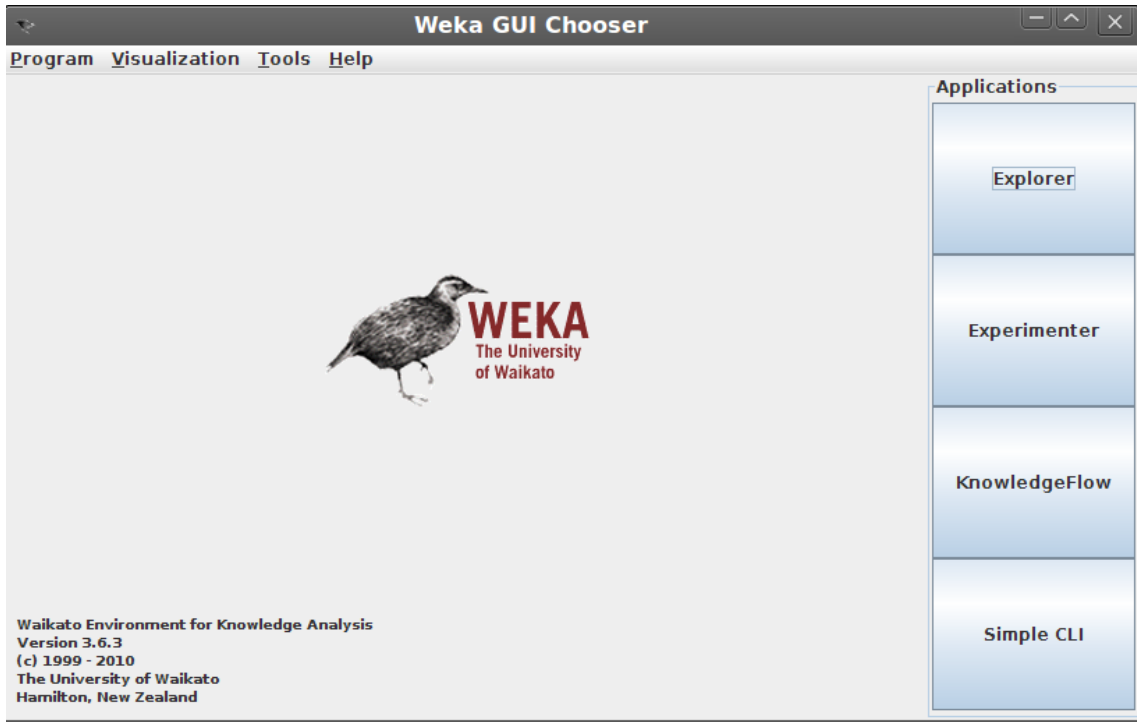 Weka GUI Chooser
Program Visualization Tools Help
Applications
Explorer
Experimenter
KnowledgeFlow
Simple CLI
WEKA
The University
of Waikato
Waikato Environment for Knowledge Analysis
Version 3.6.3
(c) 1999 - 2010
The University of Waikato
Hamilton, New Zealand